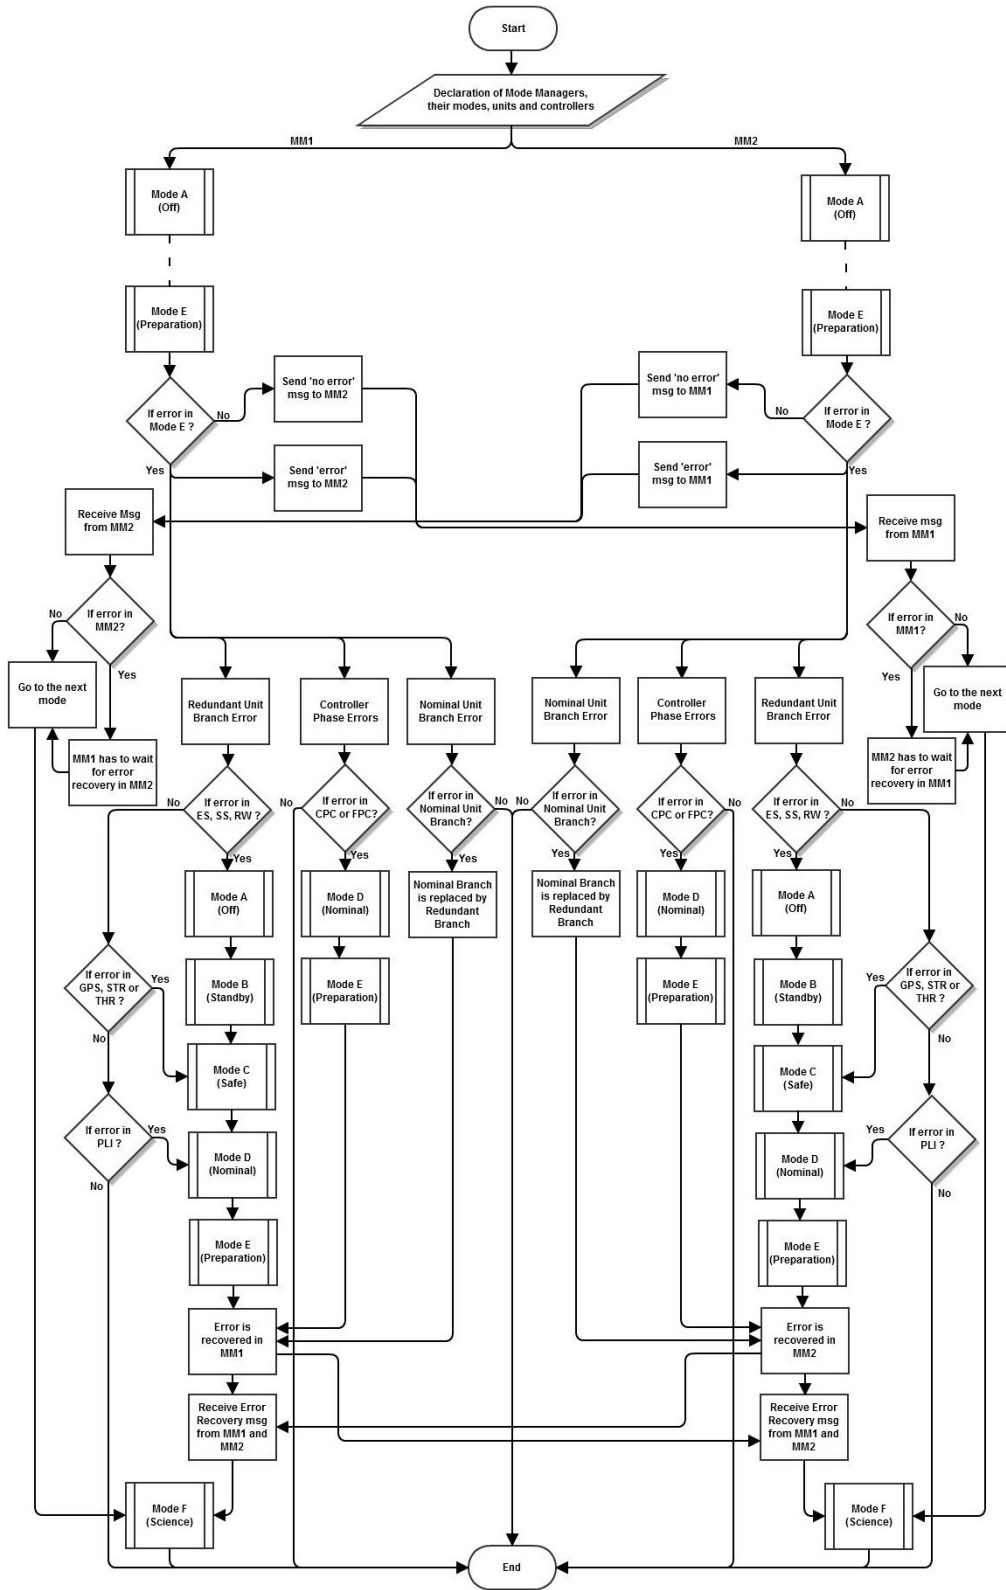 Start
Declaration of Mode Managers,
their modes, units and controllers
MM1
MM2
Mode A
(Off)
Mode A
(Off)
Mode E
(Preparation)
Mode E
(Preparation)
If error in
Mode E ?
No
Yes
Send 'no error'
msg to MM2
Send 'error'
msg to MM2
Send 'no error'
msg to MM1
Send 'error'
msg to MM1
If error in
Mode E ?
No
Yes
Receive Msg
from MM2
Receive msg
from MM1
If error in
MM2?
No
Yes
If error in
MM1?
No
Yes
Go to the next
mode
MM1 has to wait
for error
recovery in MM2
Go to the next
mode
MM2 has to wait
for error
recovery in MM1
Redundant Unit
Branch Error
Controller
Phase Errors
Nominal Unit
Branch Error
Nominal Unit
Branch Error
Controller
Phase Errors
Redundant Unit
Branch Error
If error in
ES, SS, RW ?
No
Yes
If error in
CPC or FPC?
No
Yes
If error in
Nominal Unit
Branch?
No
Yes
If error in
Nominal Unit
Branch?
No
Yes
If error in
CPC or FPC?
No
Yes
If error in
ES, SS, RW ?
No
Yes
Mode A
(Off)
Mode D
(Nominal)
Nominal Branch
is replaced by
Redundant
Branch
Nominal Branch
is replaced by
Redundant
Branch
Mode D
(Nominal)
Mode A
(Off)
If error in
GPS, STR or
THR ?
Yes
No
Mode B
(Standby)
Mode E
(Preparation)
Mode E
(Preparation)
Mode B
(Standby)
If error in
GPS, STR or
THR ?
Yes
No
Mode C
(Safe)
Mode C
(Safe)
If error in
PLI ?
Yes
No
Mode D
(Nominal)
Mode D
(Nominal)
If error in
PLI ?
Yes
No
Mode E
(Preparation)
Mode E
(Preparation)
Error is
recovered in
MM1
Error is
recovered in
MM2
Receive Error
Recovery msg
from MM1 and
MM2
Receive Error
Recovery msg
from MM1 and
MM2
Mode F
(Science)
Mode F
(Science)
End